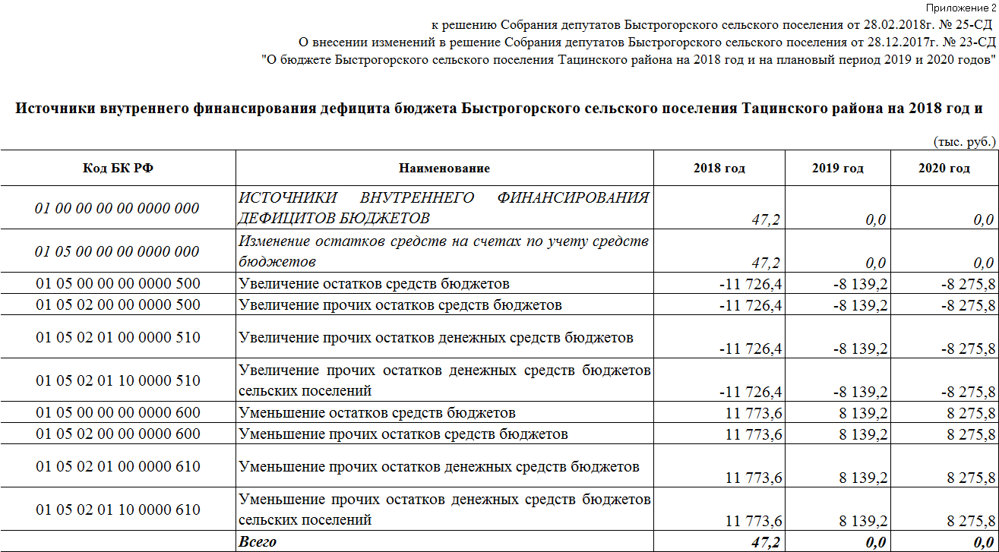 Приложение 2
к решению Собрания депутатов Быстрогорского сельского поселения от 28.02.2018г. № 25-СД
О внесении изменений в решение Собрания депутатов Быстрогорского сельского поселения от 28.12.2017г. № 23-СД
"О бюджете Быстрогорского сельского поселения Тацинского района на 2018 год и на плановый период 2019 и 2020 годов"
Источники внутреннего финансирования дефицита бюджета Быстрогорского сельского поселения Тацинского района на 2018 год и
(тыс. руб.)
Код БК РФ Наименование 2018 год 2019 год 2020 год
ИСТОЧНИКИ ВНУТРЕННЕГО ФИНАНСИРОВАНИЯ
01 00 00 00 00 0000 000 ДЕФИЦИТОВ БЮДЖЕТОВ 47,2 0,0 0,0
Изменение остатков средств на счетах по учету средств
01 05 00 00 00 0000 000 бюджетов 47,2 0,0 0,0
01 05 00 00 00 0000 500 Увеличение остатков средств бюджетов -11 726,4 -8 139,2 -8 275,8
01 05 02 00 00 0000 500 Увеличение прочих остатков средств бюджетов -11 726,4 -8 139,2 -8 275,8
01 05 02 01 00 0000 510 Увеличение прочих остатков денежных средств бюджетов -11 726,4 -8 139,2 -8 275,8
Увеличение прочих остатков денежных средств бюджетов
01 05 02 01 10 0000 510 сельских поселений -11 726,4 -8 139,2 -8 275,8
01 05 00 00 00 0000 600 Уменьшение остатков средств бюджетов 11 773,6 8 139,2 8 275,8
01 05 02 00 00 0000 600 Уменьшение прочих остатков средств бюджетов 11 773,6 8 139,2 8 275,8
01 05 02 01 00 0000 610 Уменьшение прочих остатков денежных средств бюджетов 11 773,6 8 139,2 8 275,8
Уменьшение прочих остатков денежных средств бюджетов
01 05 02 01 10 0000 610 сельских поселений 11 773,6 8 139,2 8 275,8
Всего 47,2 0,0 0,0